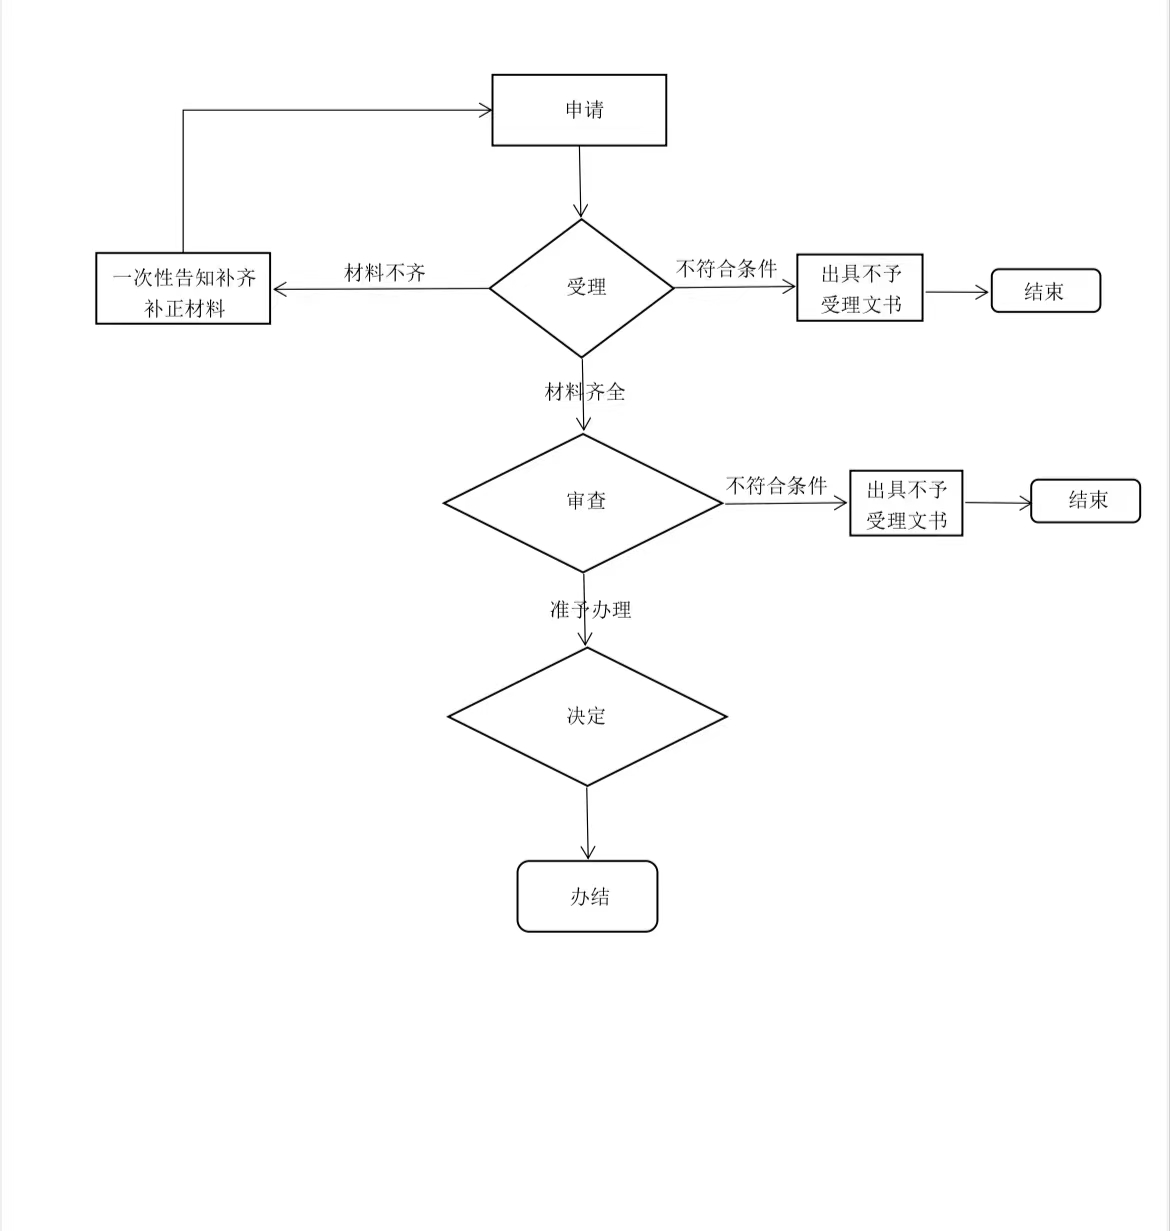 申请
一次性告知补齐
补正材料
材料不齐
受理
不符合条件
出具不予
受理文书
结束
材料齐全
审查
不符合条件
出具不予
受理文书
结束
准予办理
决定
办结